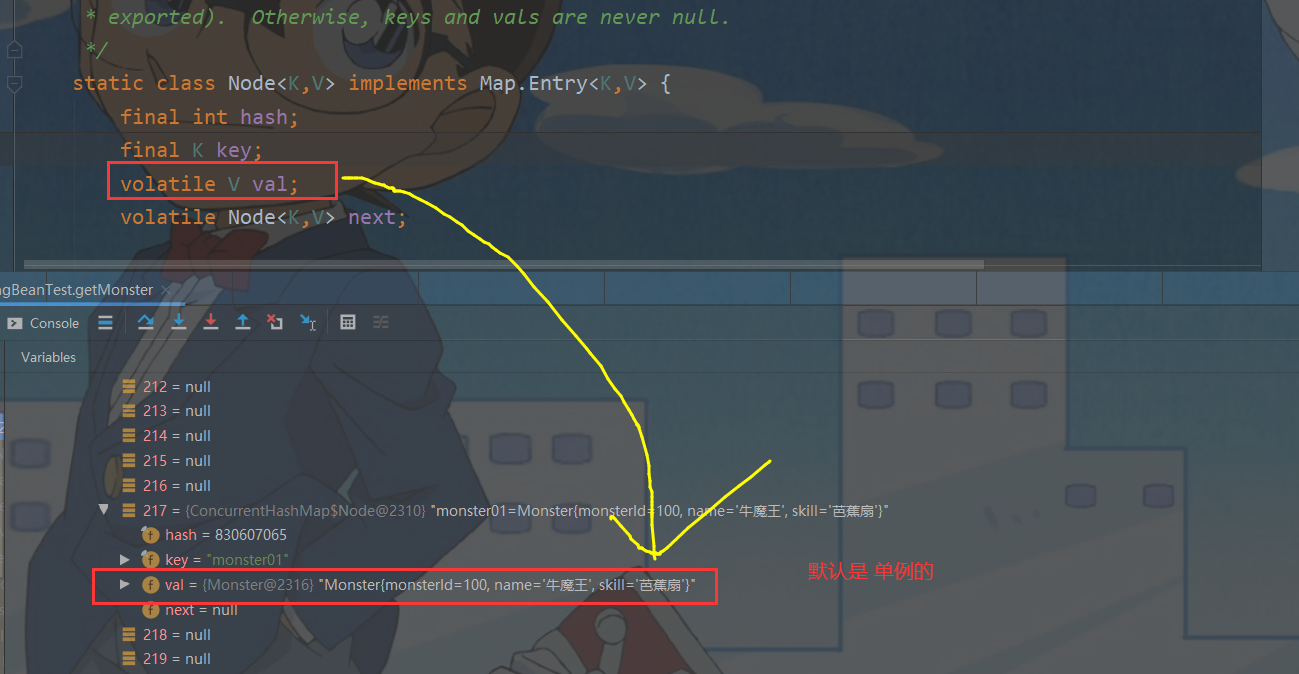 * exported).  Otherwise, keys and vals are never null.
*/
static class Node<K,V> implements Map.Entry<K,V> {
final int hash;
final K key;
volatile V val;
volatile Node<K,V> next;
ngBeanTest.getMonster ×
Console
Variables
212 = null
213 = null
214 = null
215 = null
216 = null
217 = {ConcurrentHashMap$Node@2310} "monster01=Monster{monsterId=100, name='牛魔王', skill='芭蕉扇'}"
hash = 830607065
key = "monster01"
val = {Monster@2316} "Monster{monsterId=100, name='牛魔王', skill='芭蕉扇'}"
默认是 单例的
next = null
218 = null
219 = null